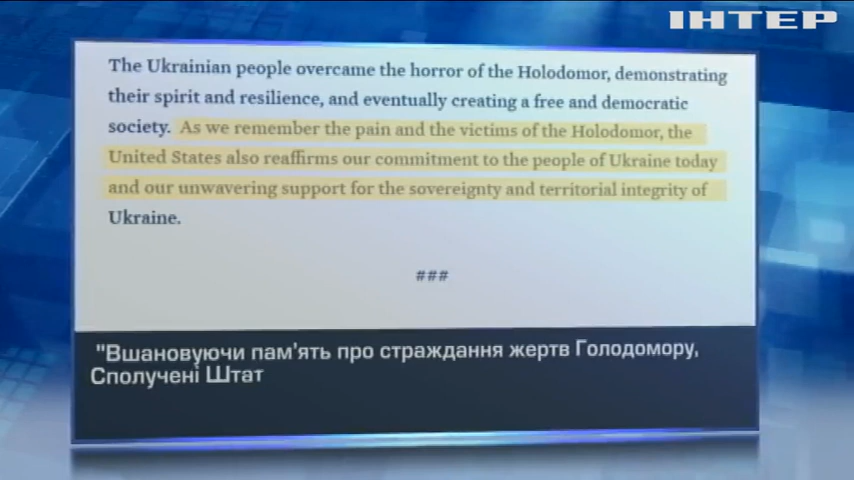 ІНТЕР
The Ukrainian people overcame the horror of the Holodomor, demonstrating
their spirit and resilience, and eventually creating a free and democratic
society. As we remember the pain and the victims of the Holodomor, the
United States also reaffirms our commitment to the people of Ukraine today
and our unwavering support for the sovereignty and territorial integrity of
Ukraine.
###
"Вшановуючи пам'ять про страждання жертв Голодомору,
Сполучені Штат